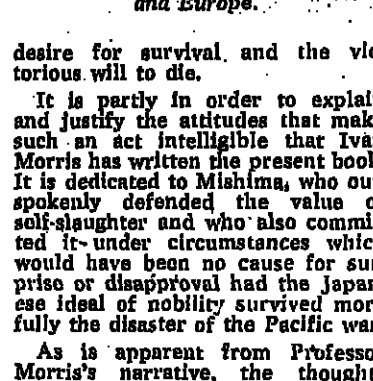 and Europe.
desire for survival and the vic
torious will to die.
It is partly in order to explai
and justify the attitudes that mak
such an act intelligible that Iva
Morris has written the present book
It is dedicated to Mishima, who ou
spokenly defended the value o
self-slaughter and who also commi
ted it under circumstances whic
would have been no cause for su
prise or disapproval had the Japan
ese ideal of nobility survived mor
fully the disaster of the Pacific wa
As is apparent from Professo
Morris's narrative, the thought